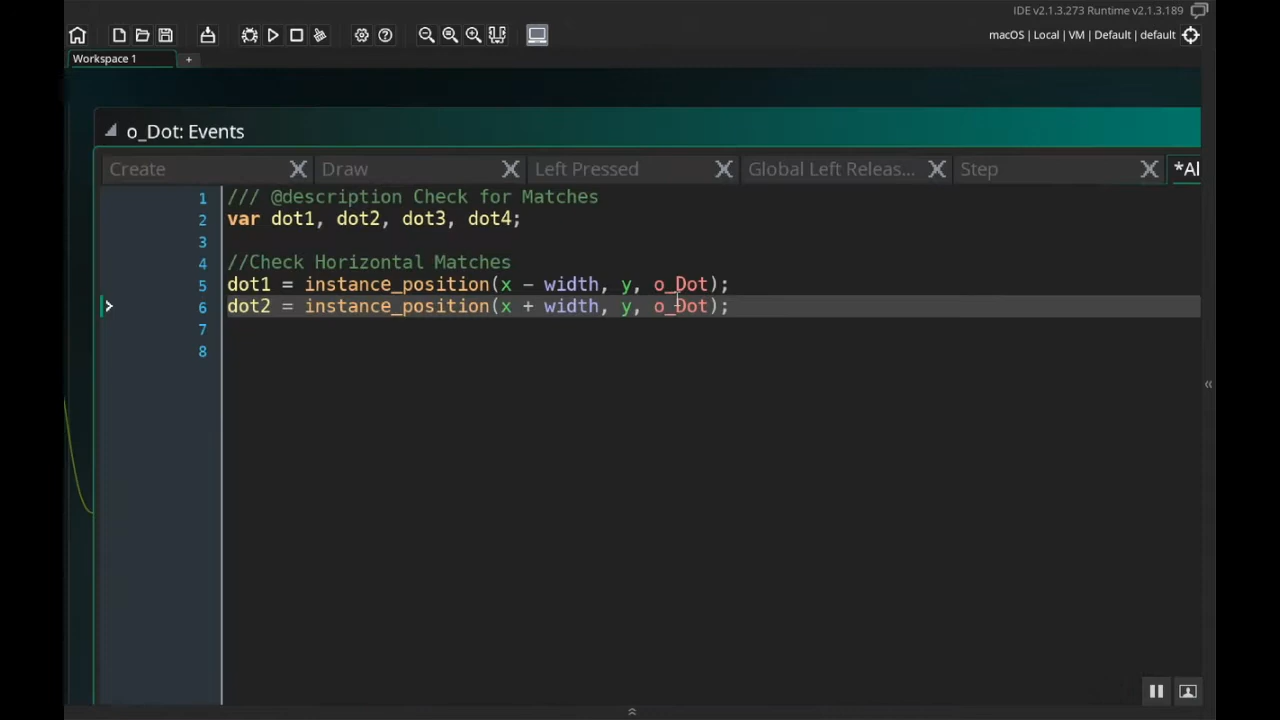 IDE v2.1.3.273 Runtime v2.1.3.189
macOS | Local | VM | Default | default
Workspace 1
+
o_Dot: Events
Create
Draw
Left Pressed
Global Left Releas...
Step
*Al
1 /// @description Check for Matches
2 var dot1, dot2, dot3, dot4;
3
4 //Check Horizontal Matches
5 dot1 = instance_position(x - width, y, o_Dot);
6 dot2 = instance_position(x + width, y, o_Dot);
7
8